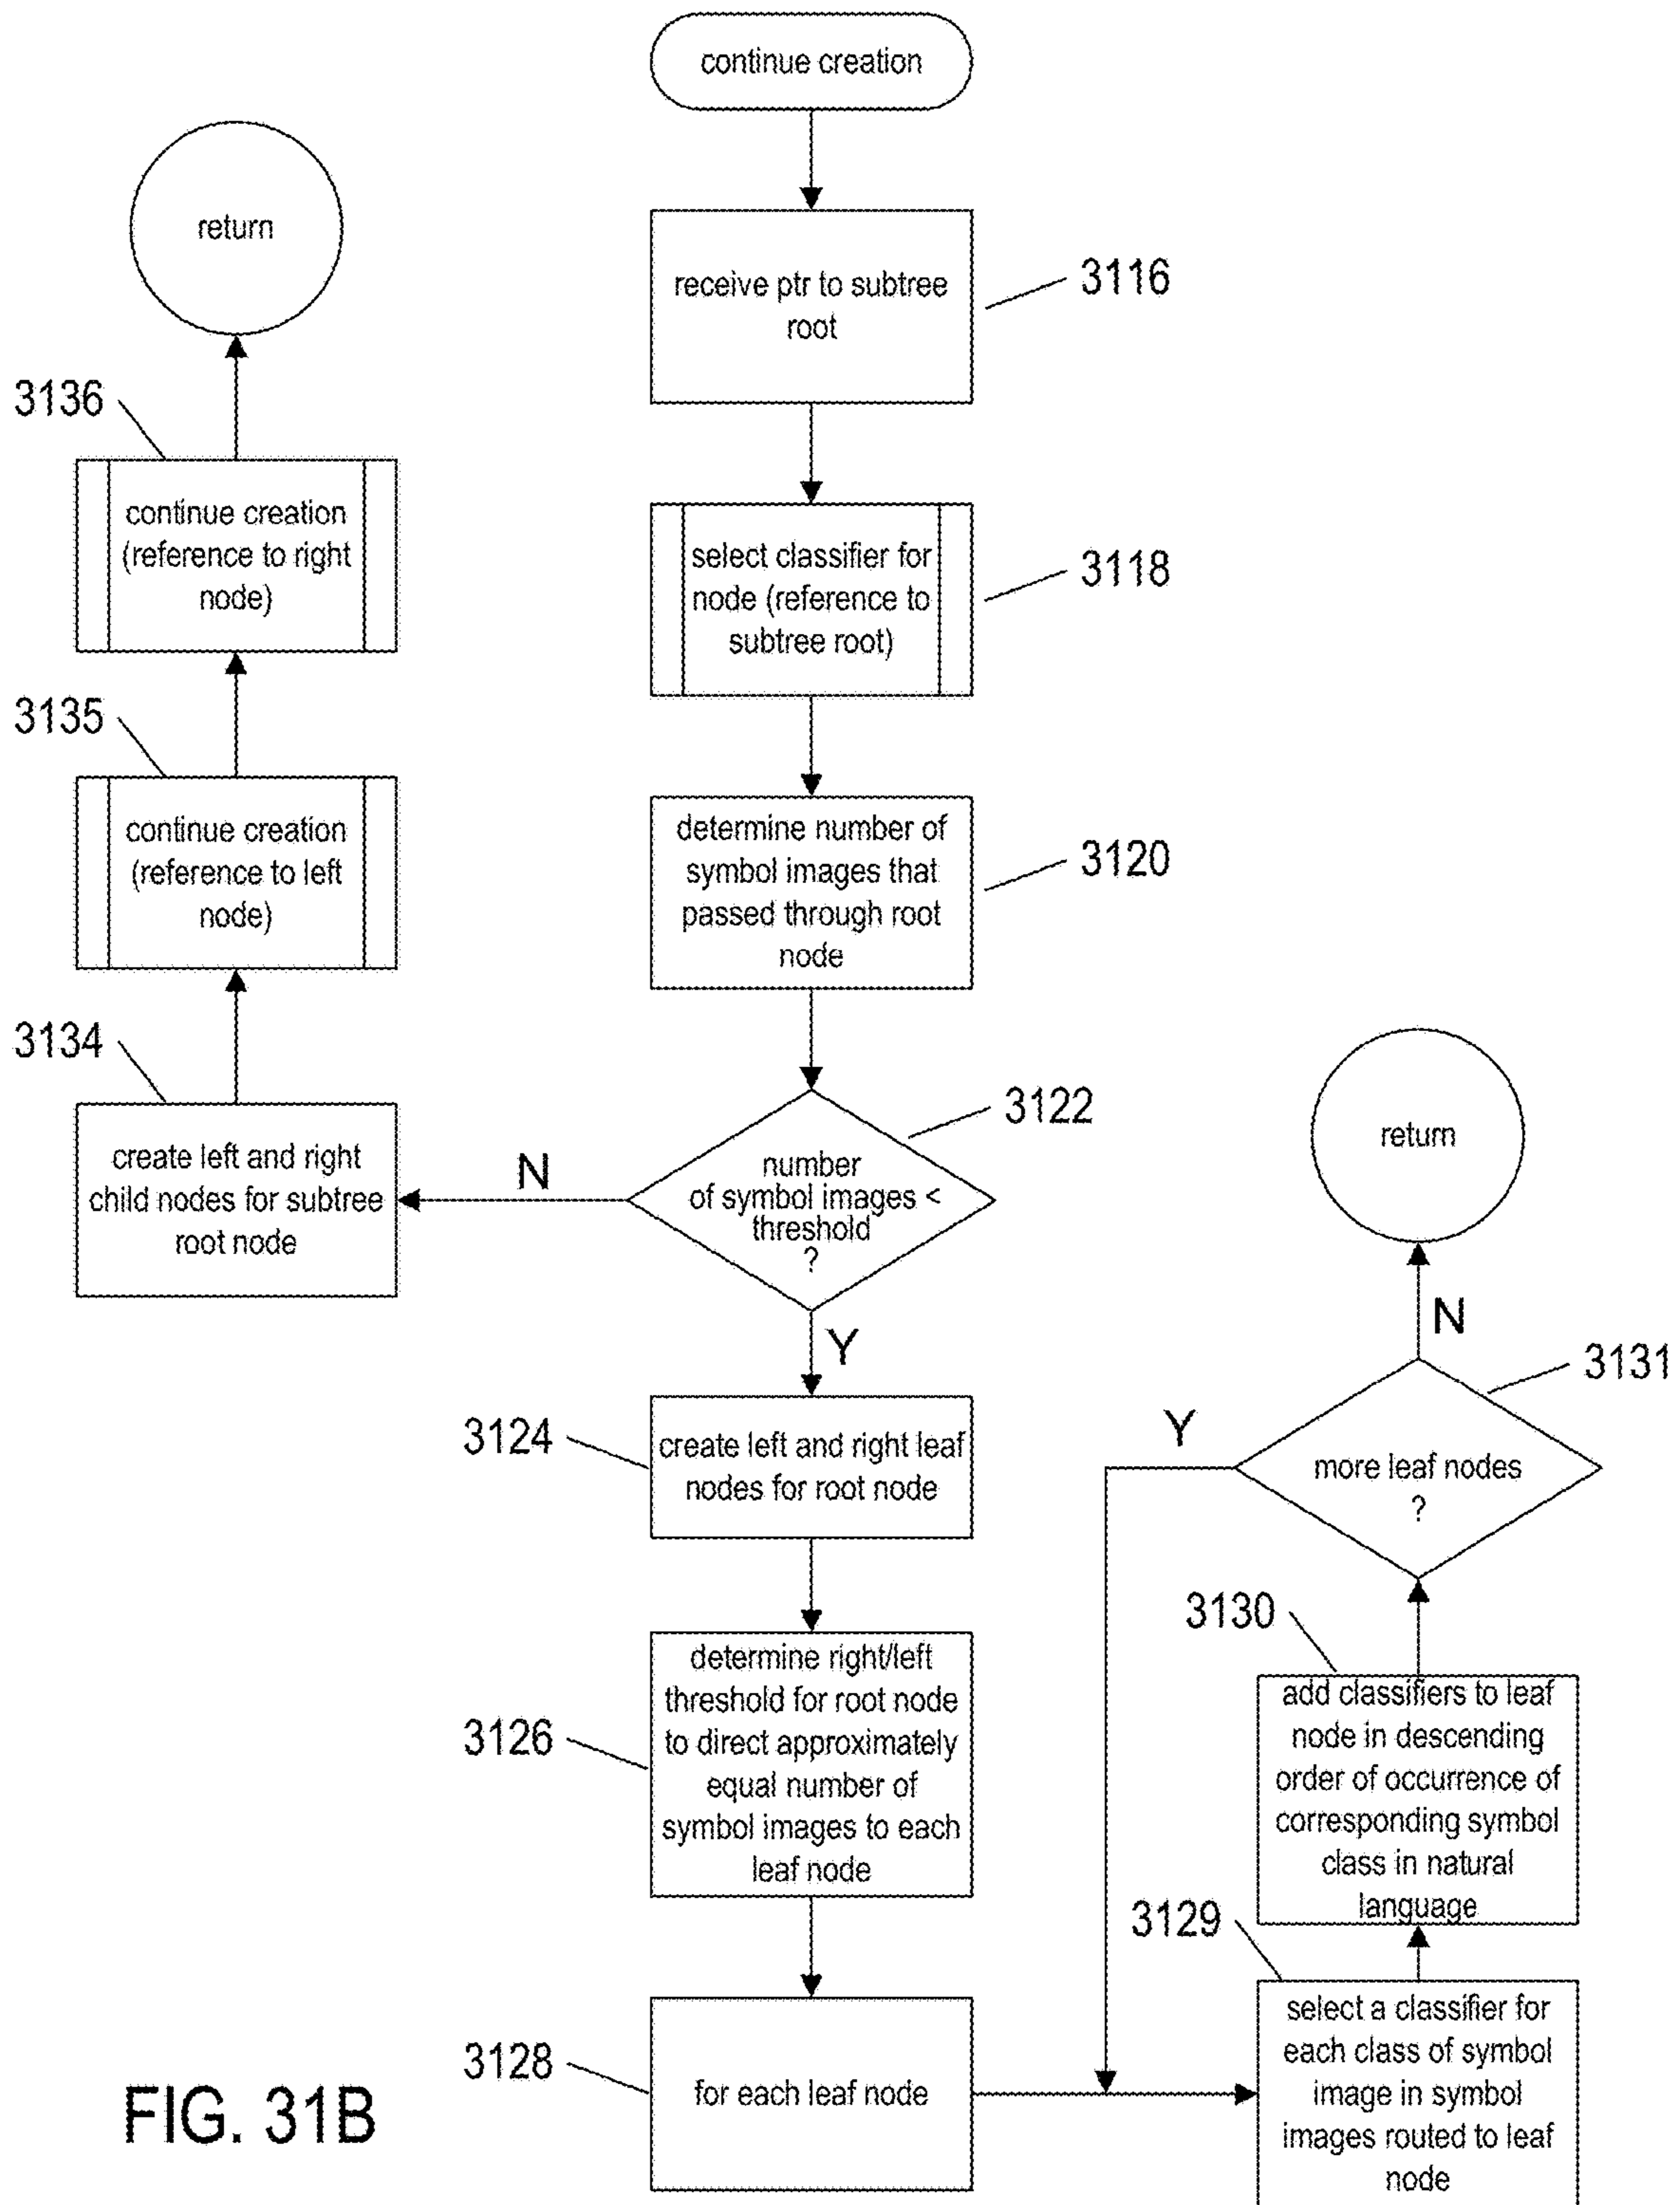 continue creation
receive ptr to subtree
root
3116
select classifier for
node (reference to
subtree root)
3118
determine number of
symbol images that
passed through root
node
3120
number
of symbol images <
threshold
?
3122
N
Y
create left and right
child nodes for subtree
root node
3134
continue creation
(reference to left
node)
3135
continue creation
(reference to right
node)
3136
return
3124
create left and right leaf
nodes for root node
3126
determine right/left
threshold for root node
to direct approximately
equal number of
symbol images to each
leaf node
3128
for each leaf node
3129
select a classifier for
each class of symbol
image in symbol
images routed to leaf
node
3130
add classifiers to leaf
node in descending
order of occurrence of
corresponding symbol
class in natural
language
3131
more leaf nodes
?
Y
N
return
FIG. 31B